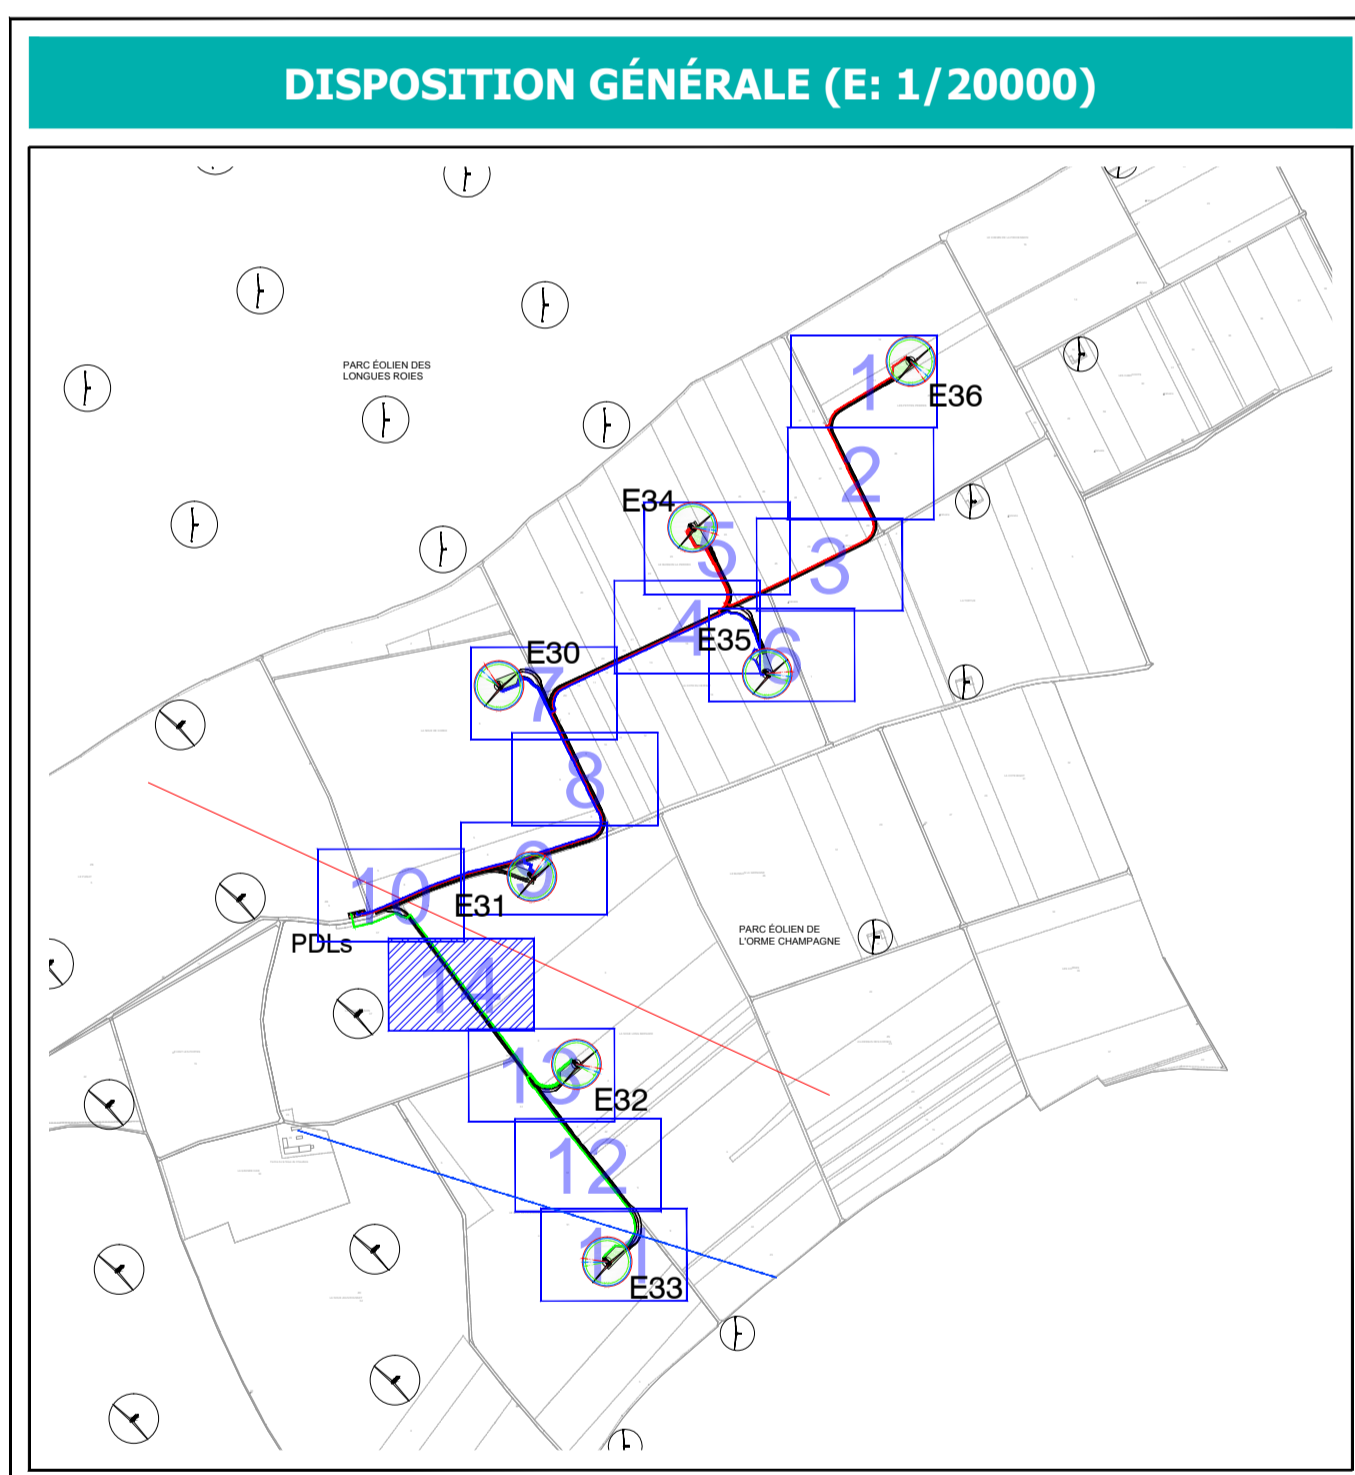 DISPOSITION GÉNÉRALE (E: 1/20000)
PARC ÉOLIEN DES
LONGUES ROIES
1
E36
2
E34
5
3
4
E35
6
E30
7
8
9
10
E31
PDLs
PARC ÉOLIEN DE
L'ORME CHAMPAGNE
14
13
E32
12
11
E33